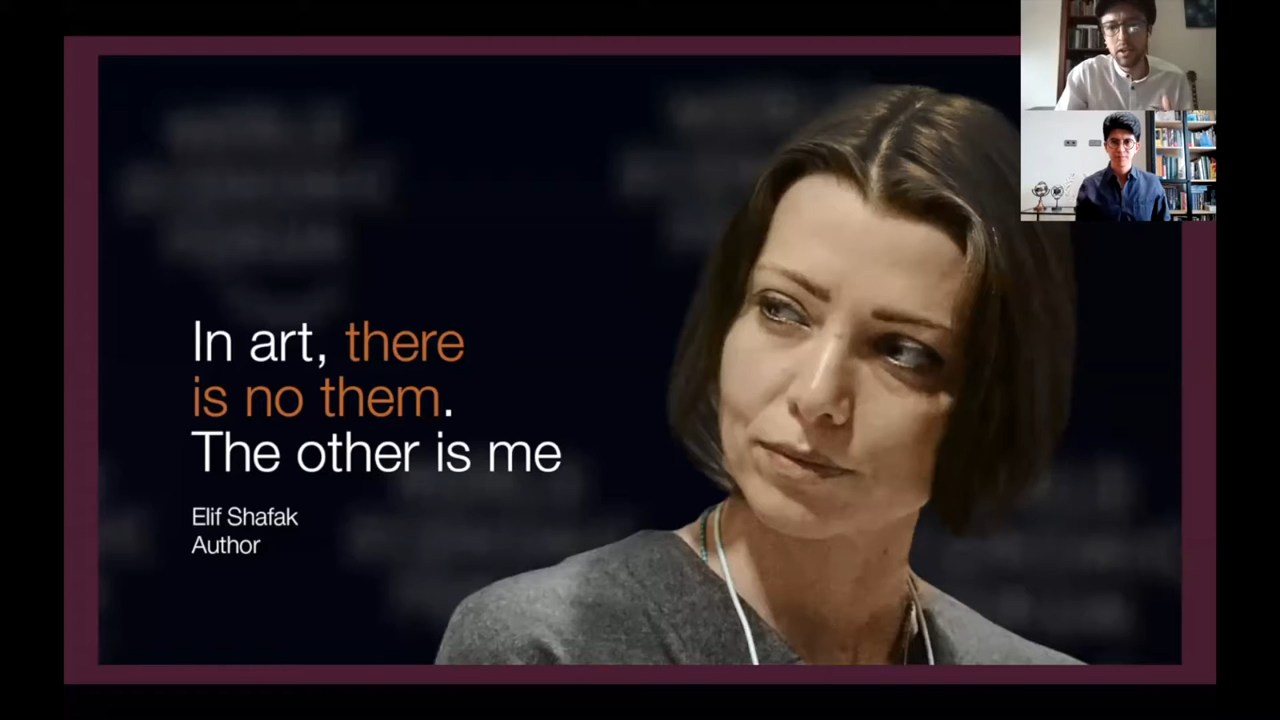 In art, there
is no them.
The other is me
Elif Shafak
Author